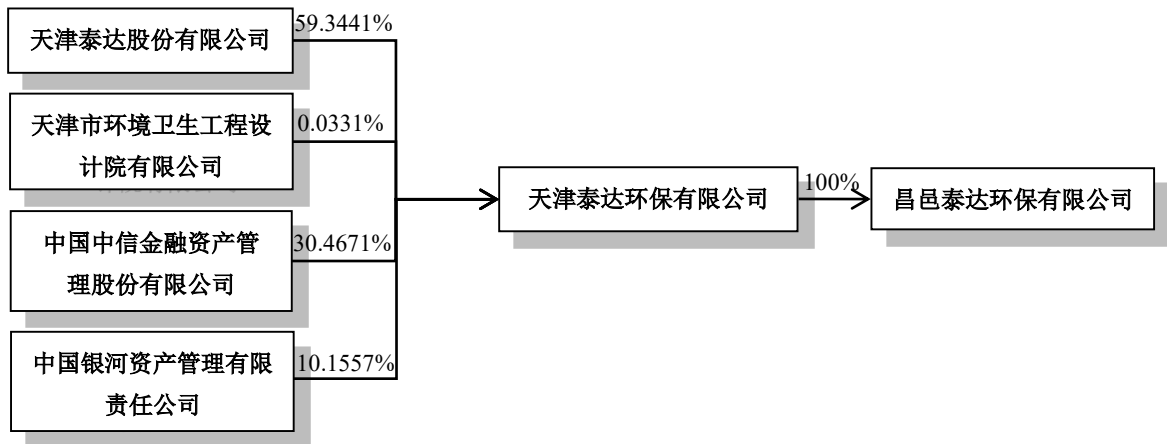 天津泰达股份有限公司
59.3441%
天津市环境卫生工程设
计院有限公司
0.0331%
中国中信金融资产管
理股份有限公司
30.4671%
中国银河资产管理有限
责任公司
10.1557%
天津泰达环保有限公司
100%
昌邑泰达环保有限公司